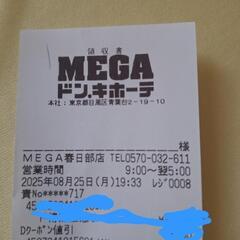 領収書
MEGA
ドン.キホーテ
本社：東京都目黒区青葉台2-19-10
様
MEGA春日部店 TEL0570-032-611
営業時間 9:00～翌5:00
2025年08月25日(月)19:33 レジ0008
責No*****717
Dクーポン(直引)